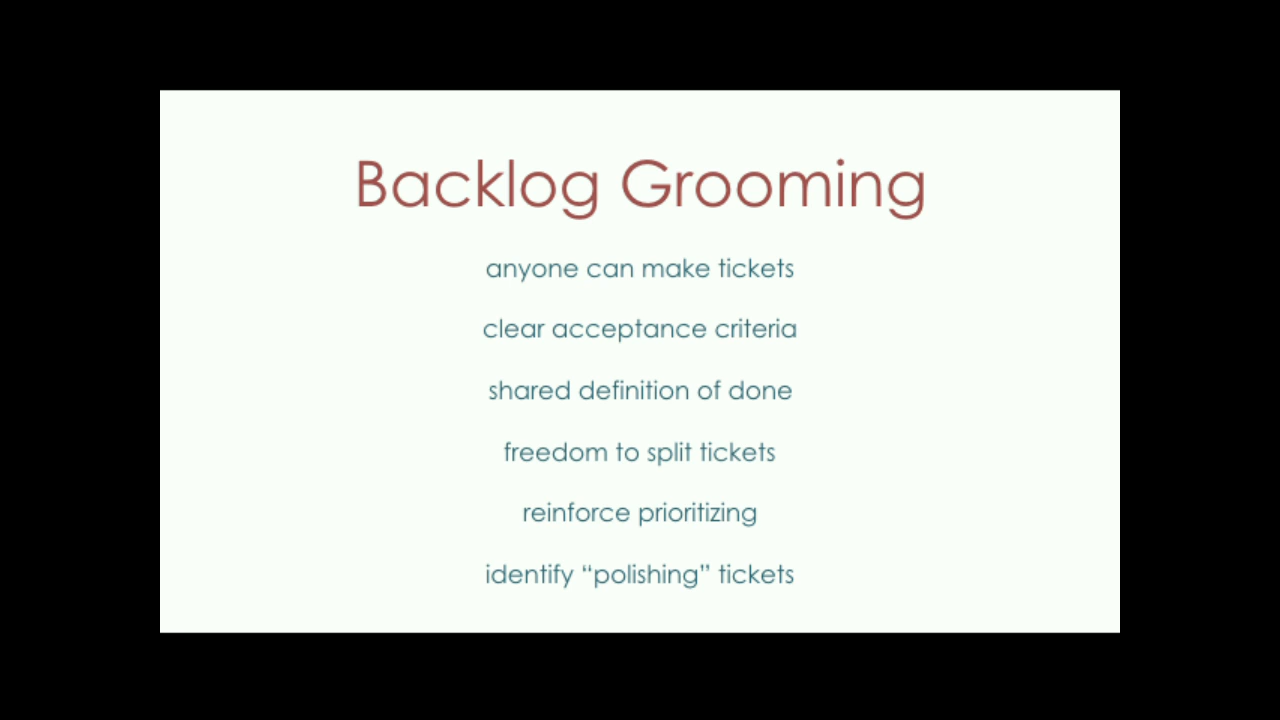 Backlog Grooming
anyone can make tickets
clear acceptance criteria
shared definition of done
freedom to split tickets
reinforce prioritizing
identify “polishing” tickets